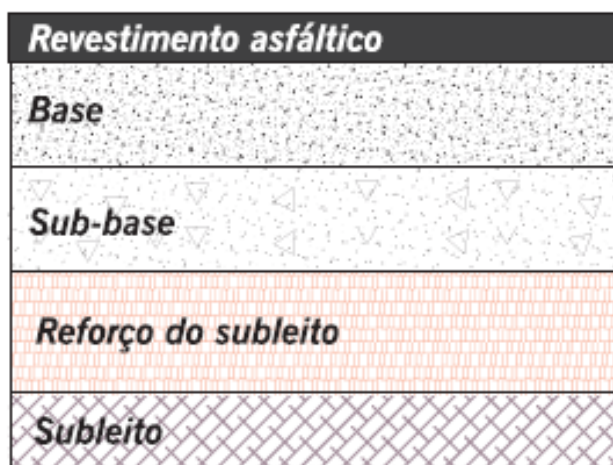 Revestimento asfáltico
Base
Sub-base
Reforço do subleito
Subleito